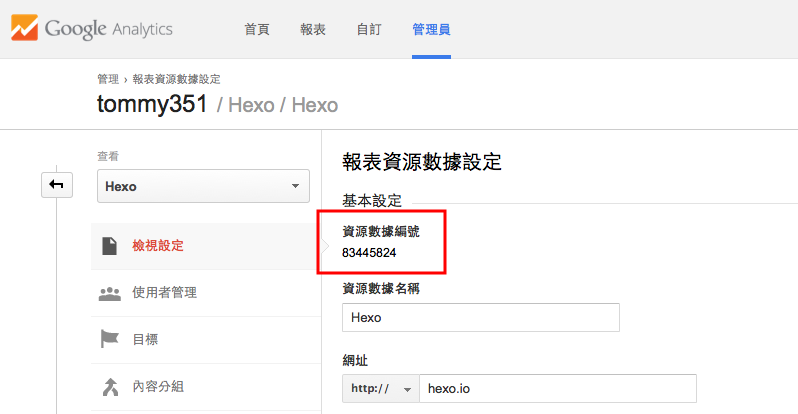 Google Analytics 首頁 報表 自訂 管理員
管理 › 報表資源數據設定
tommy351 / Hexo / Hexo
查看
Hexo
檢視設定
使用者管理
目標
內容分組
報表資源數據設定
基本設定
資源數據編號
83445824
資源數據名稱
Hexo
網址
http:// hexo.io